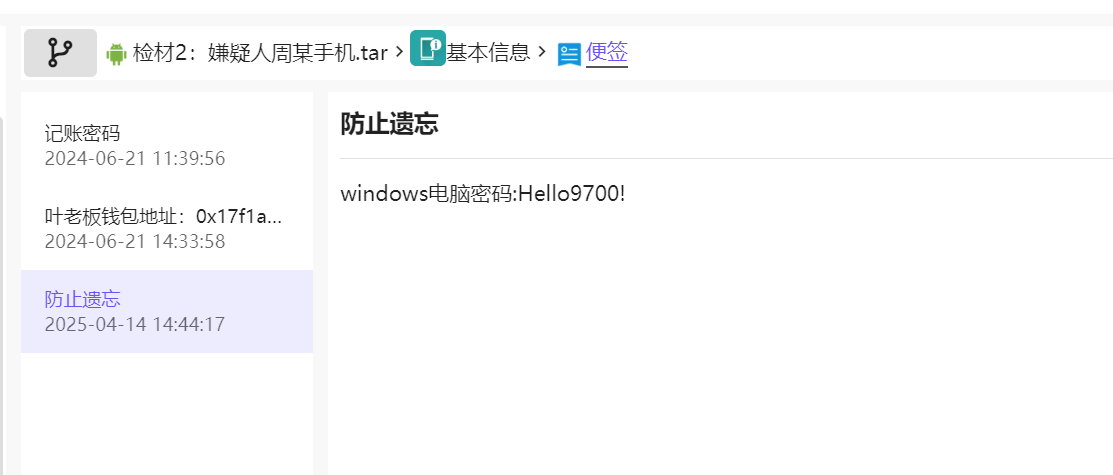 检材2：嫌疑人周某手机.tar › 基本信息 › 便签
记账密码
2024-06-21 11:39:56
叶老板钱包地址：0x17f1a...
2024-06-21 14:33:58
防止遗忘
2025-04-14 14:44:17
防止遗忘
windows电脑密码:Hello9700!